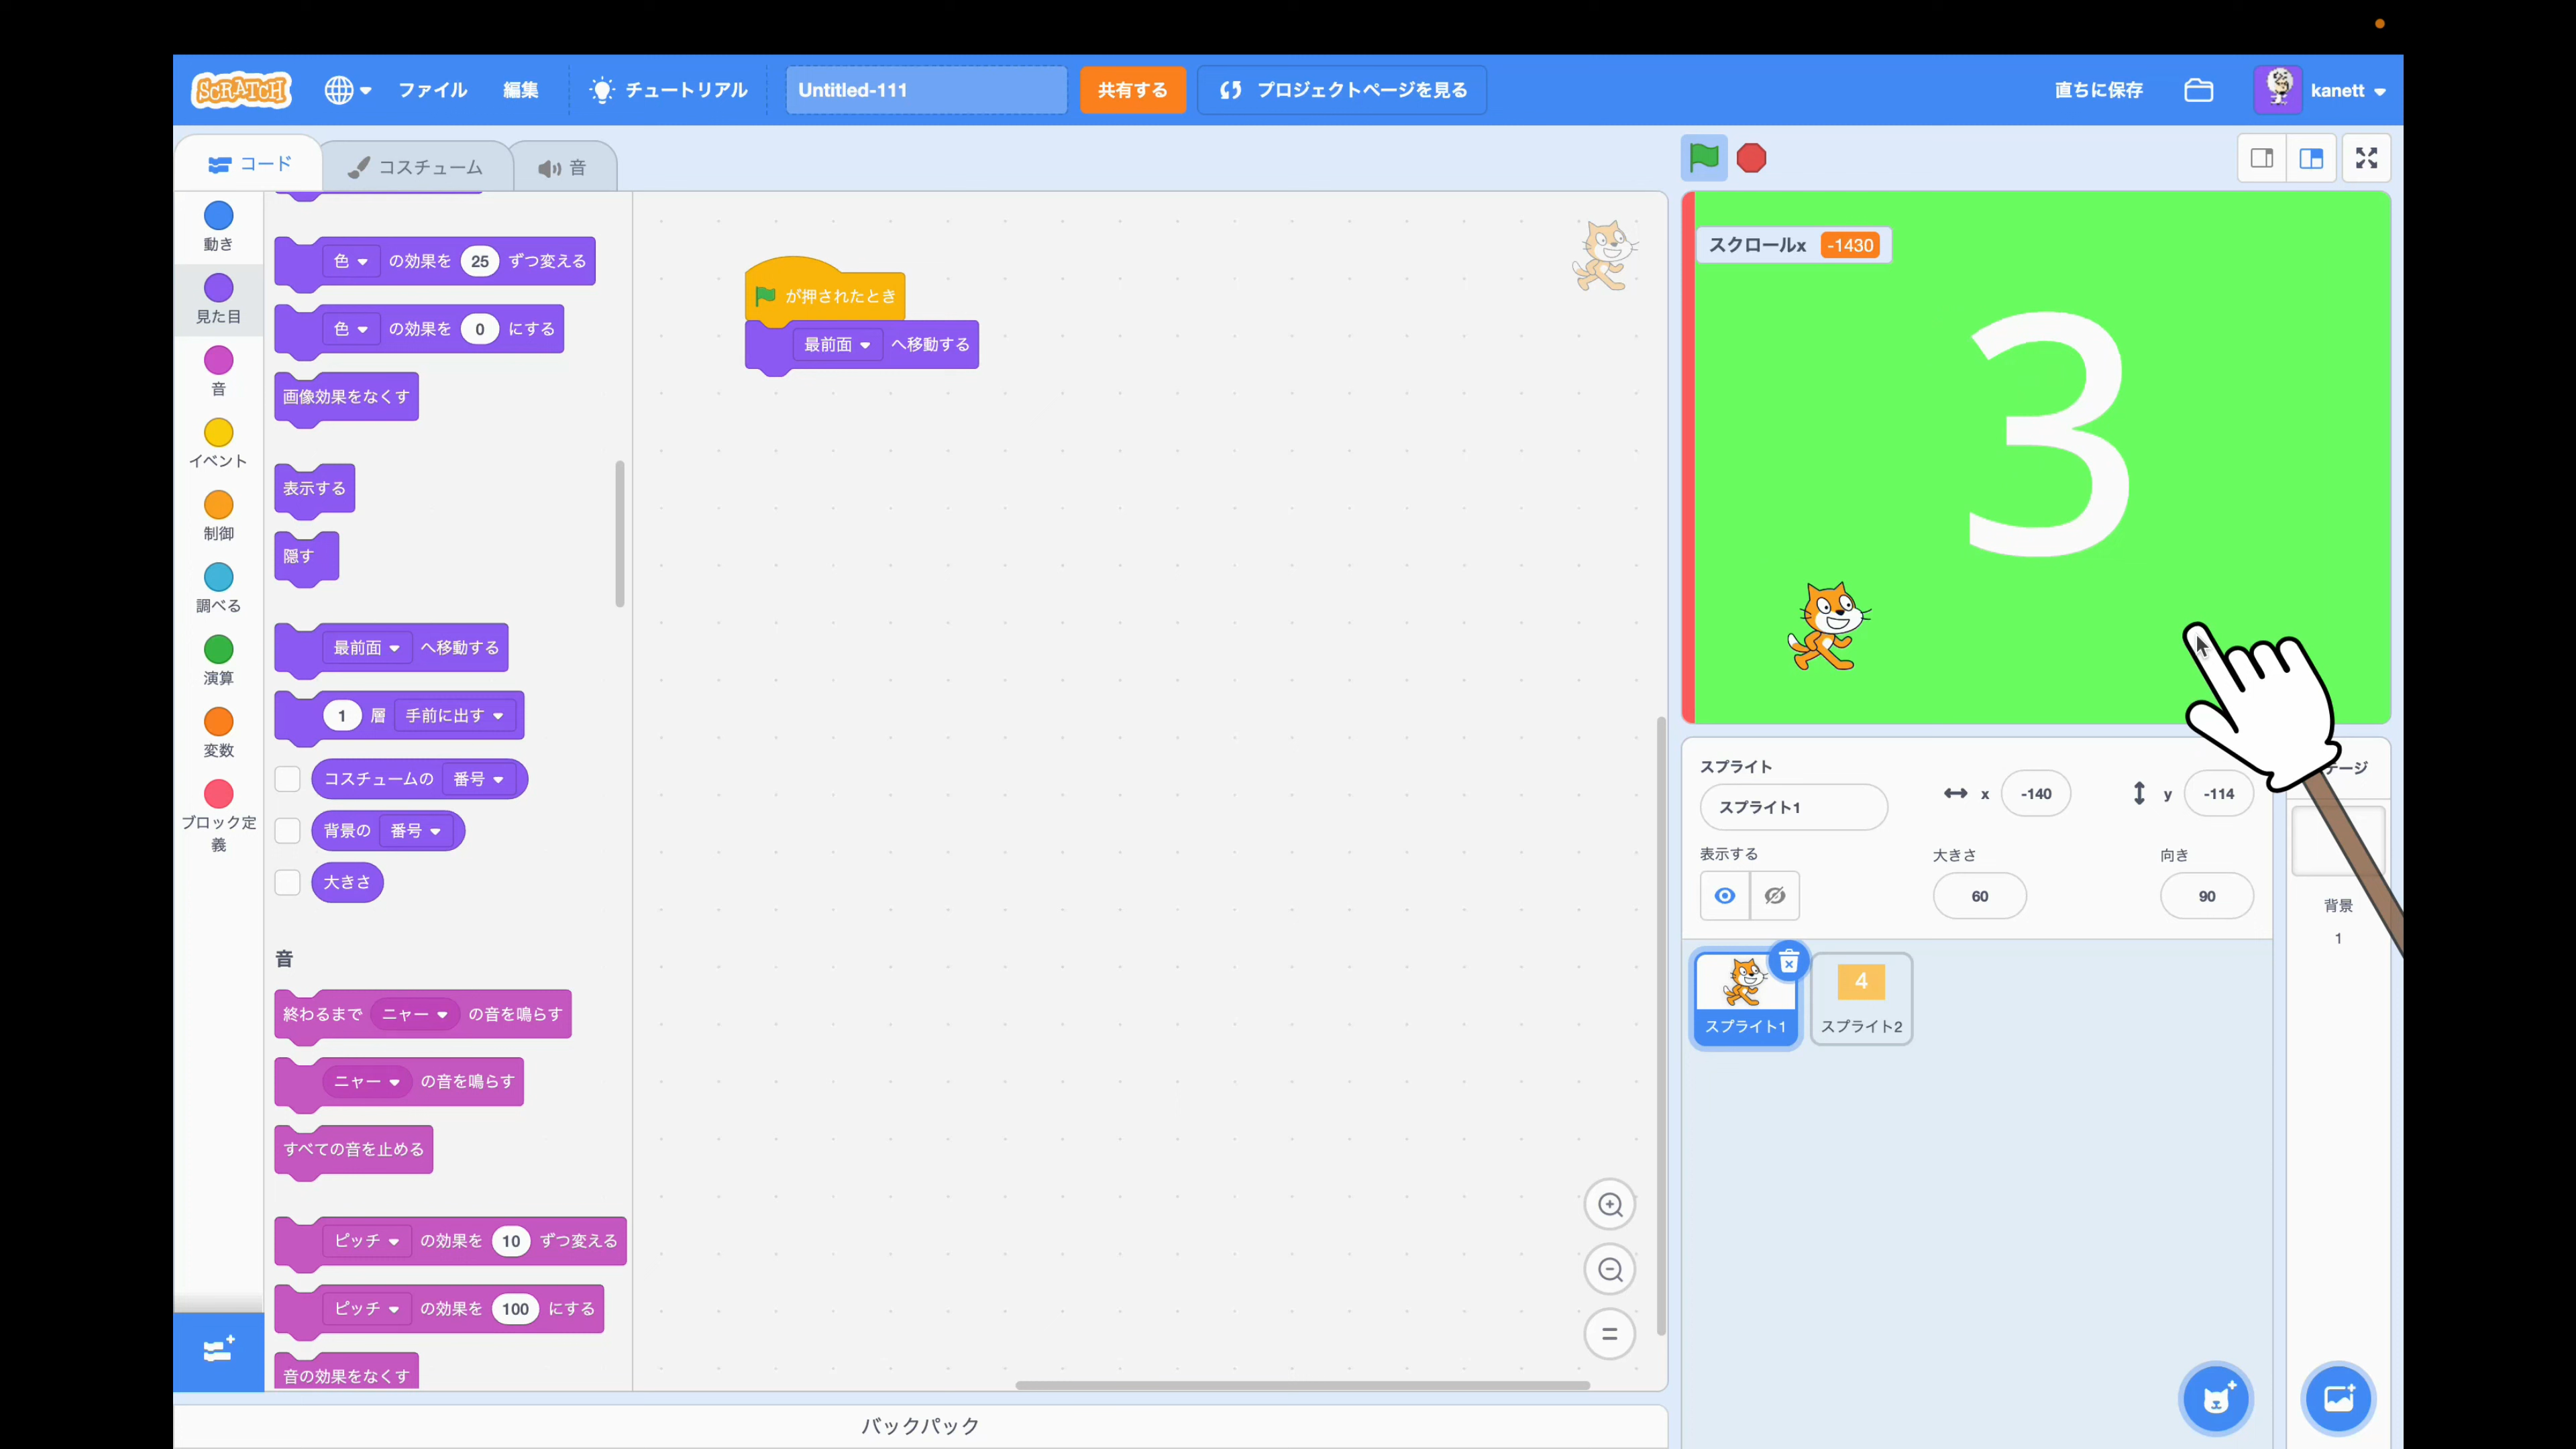 SCRATCH
ファイル 編集 チュートリアル Untitled-111 共有する プロジェクトページを見る 直ちに保存 kanett
コード コスチューム 音
動き
見た目
音
イベント
制御
調べる
演算
変数
ブロック定
義
色 の効果を 25 ずつ変える
色 の効果を 0 にする
画像効果をなくす
表示する
隠す
最前面 へ移動する
1 層 手前に出す
コスチュームの 番号
背景の 番号
大きさ
音
終わるまで ニャー の音を鳴らす
ニャー の音を鳴らす
すべての音を止める
ピッチ の効果を 10 ずつ変える
ピッチ の効果を 100 にする
音の効果をなくす
が押されたとき
最前面 へ移動する
バックパック
スクロールx -1430
3
スプライト
スプライト1
x -140
y -114
表示する
大きさ
60
向き
90
スプライト1
4
スプライト2
テージ
背景
1